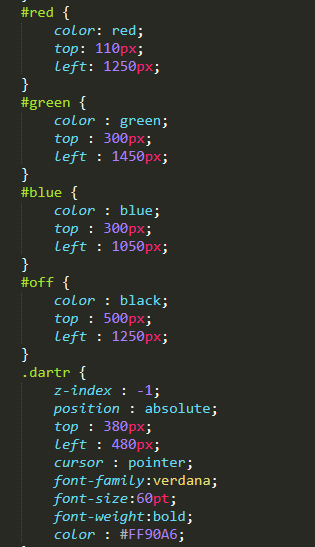 #red {
color: red;
top: 110px;
left: 1250px;
}
#green {
color : green;
top : 300px;
left : 1450px;
}
#blue {
color : blue;
top : 300px;
left : 1050px;
}
#off {
color : black;
top : 500px;
left : 1250px;
}
.dartr {
z-index : -1;
position : absolute;
top : 380px;
left : 480px;
cursor : pointer;
font-family:verdana;
font-size:60pt;
font-weight:bold;
color : #FF90A6;